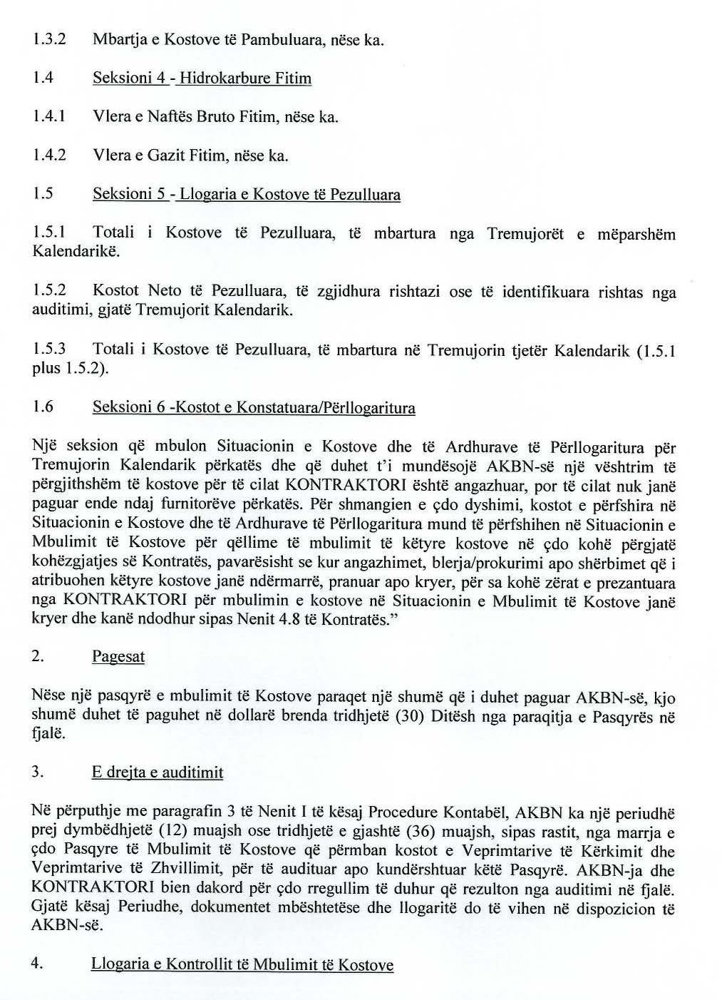 1.3.2 Mbartja e Kostove të Pambuluara, nëse ka.
1.4 Seksioni 4 - Hidrokarbure Fitim
1.4.1 Vlera e Naftës Bruto Fitim, nëse ka.
1.4.2 Vlera e Gazit Fitim, nëse ka.
1.5 Seksioni 5 - Llogaria e Kostove të Pezulluara
1.5.1 Totali i Kostove të Pezulluara, të mbartura nga Tremujorët e mëparshëm
Kalendarikë.
1.5.2 Kostot Neto të Pezulluara, të zgjidhura rishtazi ose të identifikuara rishtas nga
auditimi, gjatë Tremujorit Kalendarik.
1.5.3 Totali i Kostove të Pezulluara, të mbartura në Tremujorin tjetër Kalendarik (1.5.1
plus 1.5.2).
1.6 Seksioni 6 -Kostot e Konstatuara/Përllogaritura
Një seksion që mbulon Situacionin e Kostove dhe të Ardhurave të Përllogaritura për
Tremujorin Kalendarik përkatës dhe që duhet t’i mundësojë AKBN-së një vështrim të
përgjithshëm të kostove për të cilat KONTRAKTORI është angazhuar, por të cilat nuk janë
paguar ende ndaj furnitorëve përkatës. Për shmangien e çdo dyshimi, kostot e përfshira në
Situacionin e Kostove dhe të Ardhurave të Përllogaritura mund të përfshihen në Situacionin e
Mbulimit të Kostove për qëllime të mbulimit të këtyre kostove në çdo kohë përgjatë
kohëzgjatjes së Kontratës, pavarësisht se kur angazhimet, blerja/prokurimi apo shërbimet që i
atribuohen këtyre kostove janë ndërmarrë, pranuar apo kryer, për sa kohë zërat e prezantuara
nga KONTRAKTORI për mbulimin e kostove në Situacionin e Mbulimit të Kostove janë
kryer dhe kanë ndodhur sipas Nenit 4.8 të Kontratës.”
2. Pagesat
Nëse një pasqyrë e mbulimit të Kostove paraqet një shumë që i duhet paguar AKBN-së, kjo
shumë duhet të paguhet në dollarë brenda tridhjetë (30) Ditësh nga paraqitja e Pasqyrës në
fjalë.
3. E drejta e auditimit
Në përputhje me paragrafin 3 të Nenit I të kësaj Procedure Kontabël, AKBN ka një periudhë
prej dymbëdhjetë (12) muajsh ose tridhjetë e gjashtë (36) muajsh, sipas rastit, nga marrja e
çdo Pasqyre të Mbulimit të Kostove që përmban kostot e Veprimtarive të Kërkimit dhe
Veprimtarive të Zhvillimit, për të audituar apo kundërshtuar këtë Pasqyrë. AKBN-ja dhe
KONTRAKTORI bien dakord për çdo rregullim të duhur që rezulton nga auditimi në fjalë.
Gjatë kësaj Periudhe, dokumentet mbështetëse dhe llogaritë do të vihen në dispozicion të
AKBN-së.
4. Llogaria e Kontrollit të Mbulimit të Kostove